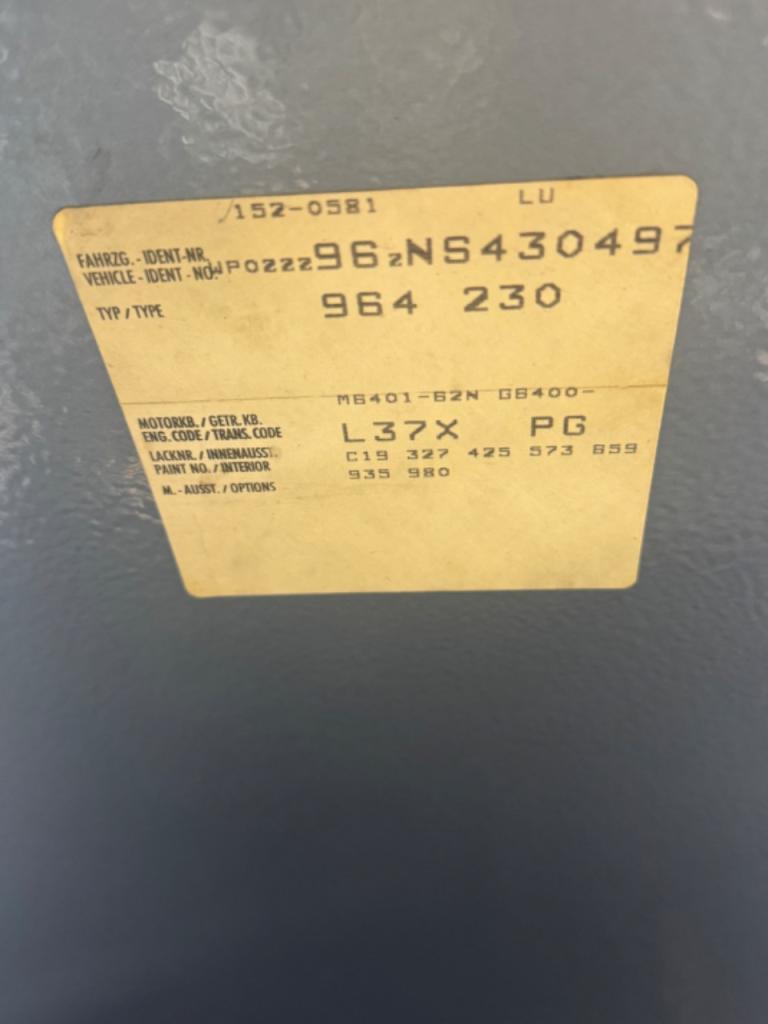 152-0581 LU
FAHRZG.-IDENT-NR. WP0ZZZ96ZNS430497
VEHICLE-IDENT-NO.
TYP / TYPE 964 230
M6401-62N G6400-
MOTORKB. / GETR. KB.
ENG. CODE / TRANS. CODE L37X PG
LACKNR. / INNENAUSST. C19 327 425 573 659
PAINT NO. / INTERIOR 935 980
M.-AUSST. / OPTIONS